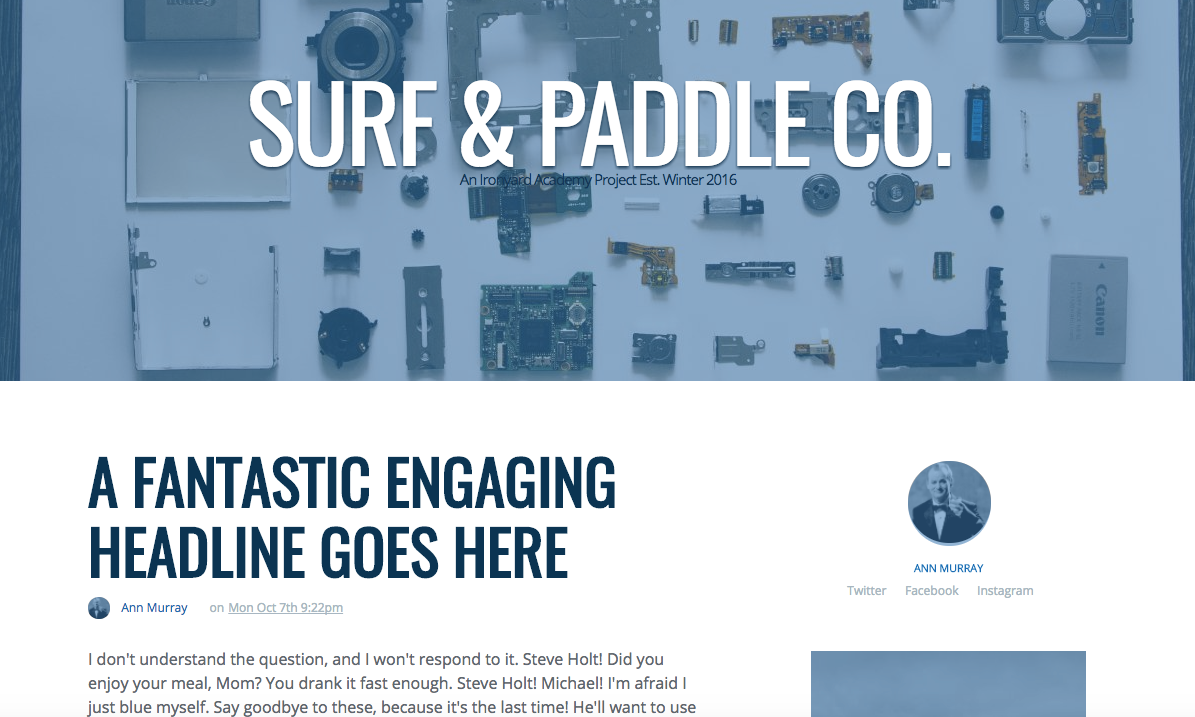 Canon
SURF & PADDLE CO.
An Ironyard Academy Project Est. Winter 2016
Canon
A FANTASTIC ENGAGING
HEADLINE GOES HERE
Ann Murray on Mon Oct 7th 9:22pm
I don't understand the question, and I won't respond to it. Steve Holt! Did you
enjoy your meal, Mom? You drank it fast enough. Steve Holt! Michael! I'm afraid I
just blue myself. Say goodbye to these, because it's the last time! He'll want to use
ANN MURRAY
Twitter Facebook Instagram